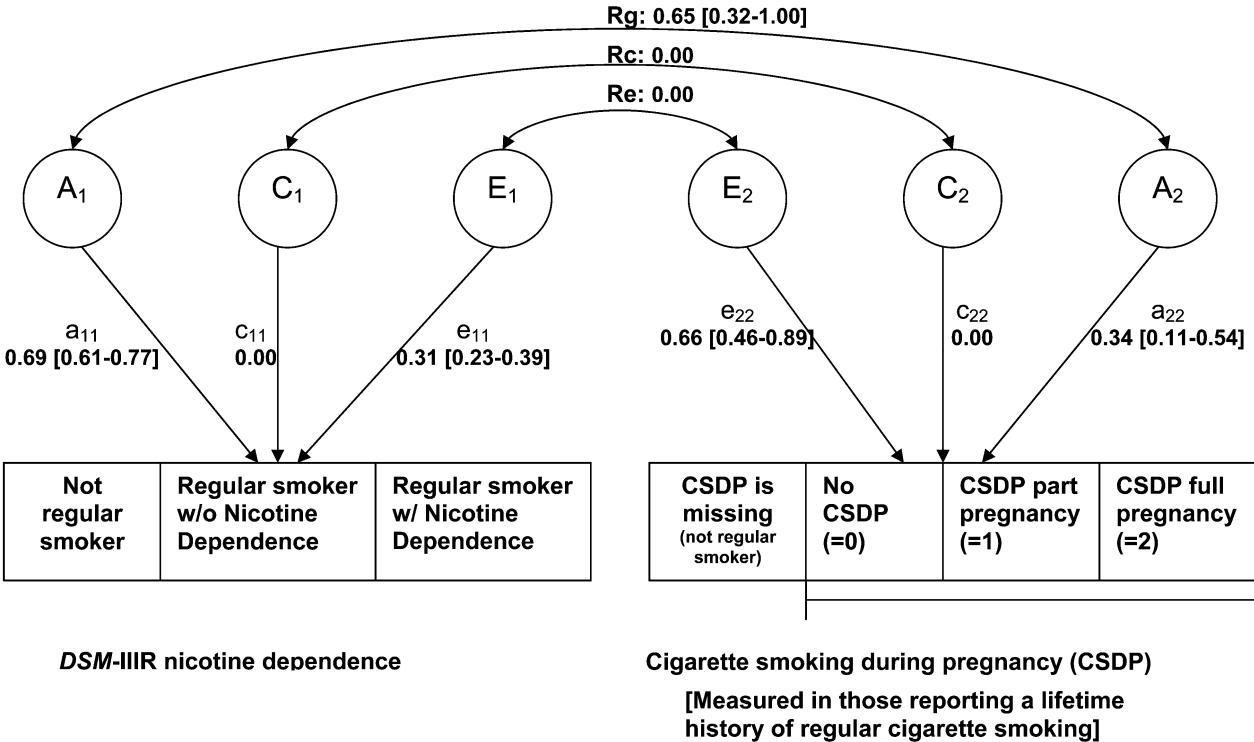 Rg: 0.65 [0.32-1.00]
Rc: 0.00
Re: 0.00
A1
C1
E1
E2
C2
A2
a11
0.69 [0.61-0.77]
c11
0.00
e11
0.31 [0.23-0.39]
e22
0.66 [0.46-0.89]
c22
0.00
a22
0.34 [0.11-0.54]
Not
regular
smoker
Regular smoker
w/o Nicotine
Dependence
Regular smoker
w/ Nicotine
Dependence
CSDP is
missing
(not regular
smoker)
No
CSDP
(=0)
CSDP part
pregnancy
(=1)
CSDP full
pregnancy
(=2)
DSM-IIIR nicotine dependence
Cigarette smoking during pregnancy (CSDP)
[Measured in those reporting a lifetime
history of regular cigarette smoking]